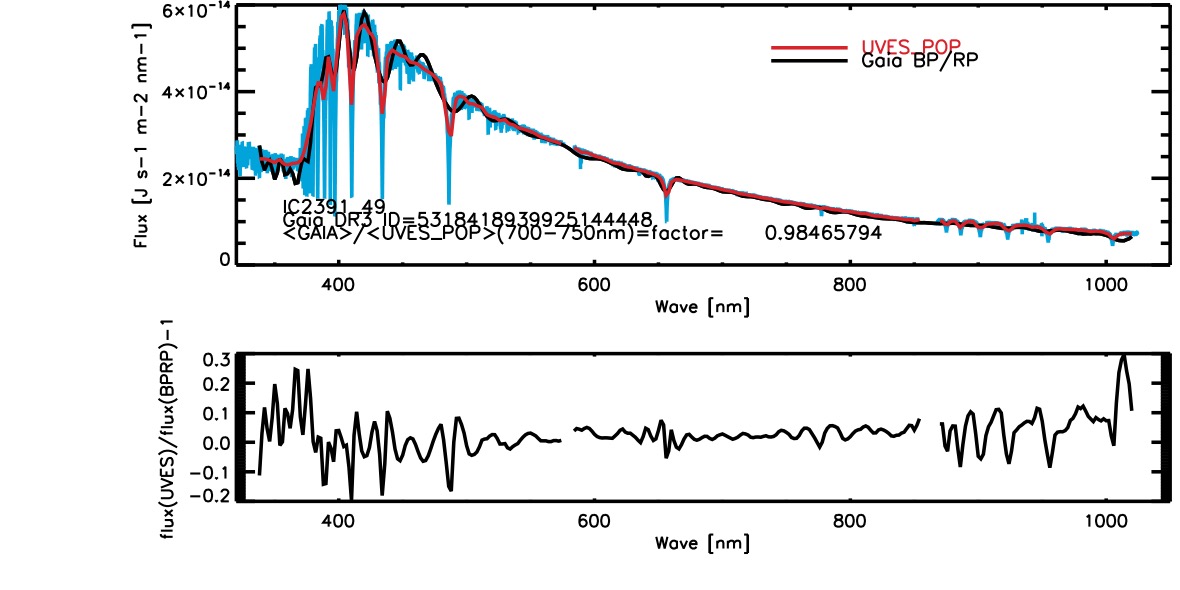 6×10−14
4×10−14
2×10−14
0
Flux [J s−1 m−2 nm−1]
UVES_POP
Gaia BP/RP
IC2391 49
Gaia DR3 ID=5318418939925144448
<GAIA>/<UVES_POP>(700−750nm)=factor= 0.98465794
400 600 800 1000
Wave [nm]
flux(UVES)/flux(BPRP)−1
0.3
0.2
0.1
0.0
−0.1
−0.2
400 600 800 1000
Wave [nm]